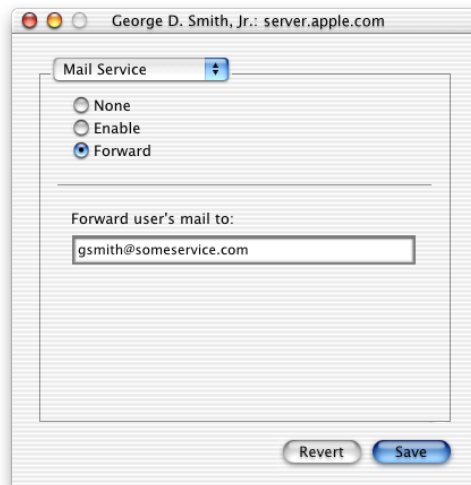 George D. Smith, Jr.: server.apple.com
Mail Service
None
Enable
Forward
Forward user's mail to:
gsmith@someservice.com
Revert Save